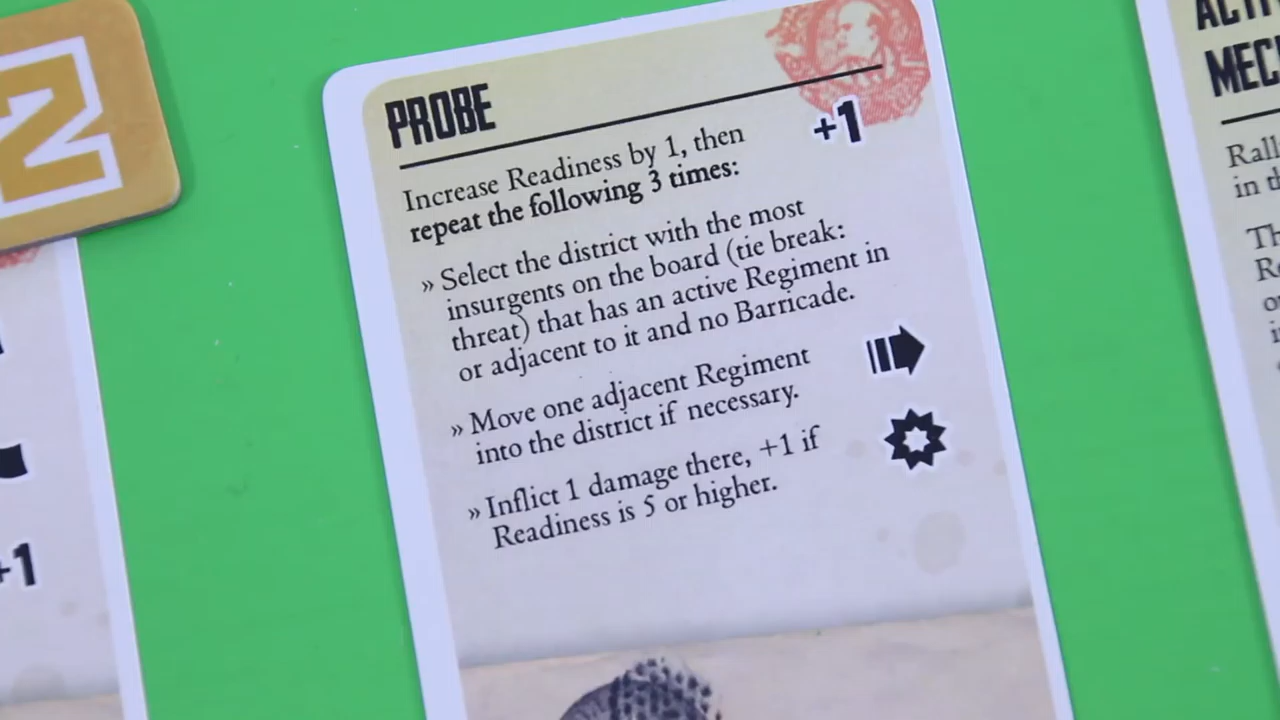 N
PROBE
+1
Increase Readiness by 1, then
repeat the following 3 times:
» Select the district with the most
insurgents on the board (tie break:
threat) that has an active Regiment in
or adjacent to it and no Barricade.
» Move one adjacent Regiment
into the district if necessary.
» Inflict 1 damage there, +1 if
Readiness is 5 or higher.
+1
in th